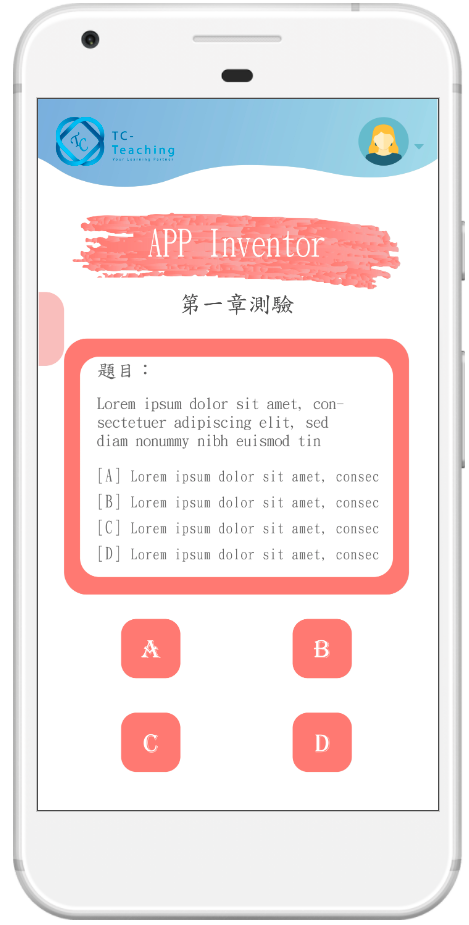 TC-
Teaching
Your Learning Partner
APP Inventor
第一章測驗
題目：
Lorem ipsum dolor sit amet, con-
sectetuer adipiscing elit, sed
diam nonummy nibh euismod tin
[A] Lorem ipsum dolor sit amet, consec
[B] Lorem ipsum dolor sit amet, consec
[C] Lorem ipsum dolor sit amet, consec
[D] Lorem ipsum dolor sit amet, consec
A B
C D